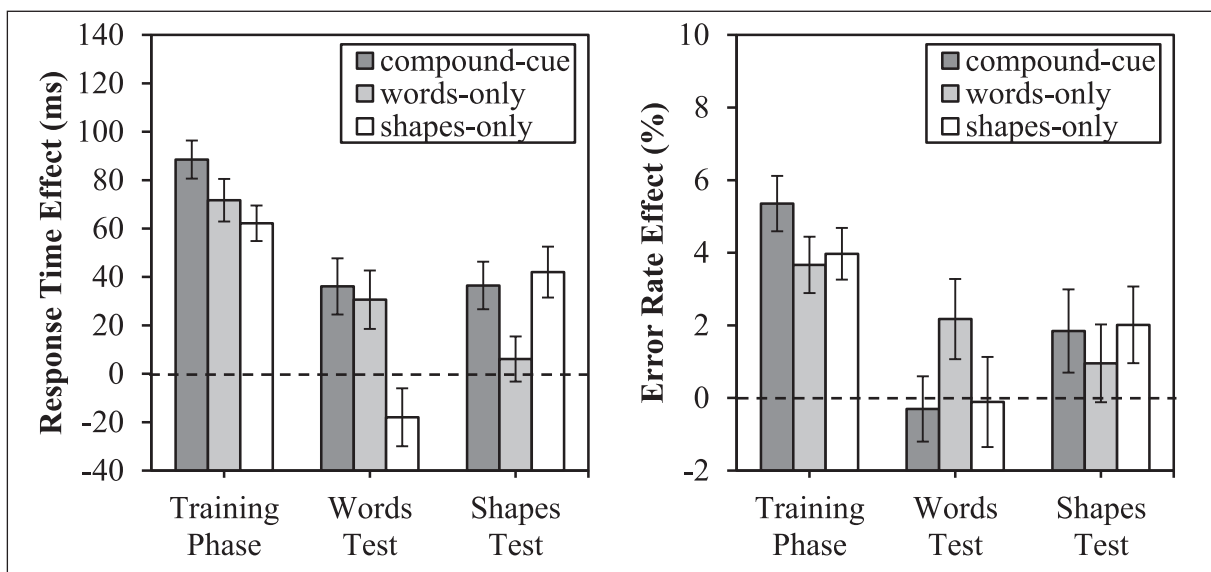 Response Time Effect (ms)
140
120
100
80
60
40
20
0
-20
-40
compound-cue
words-only
shapes-only
Training
Phase
Words
Test
Shapes
Test
Error Rate Effect (%)
10
8
6
4
2
0
-2
compound-cue
words-only
shapes-only
Training
Phase
Words
Test
Shapes
Test